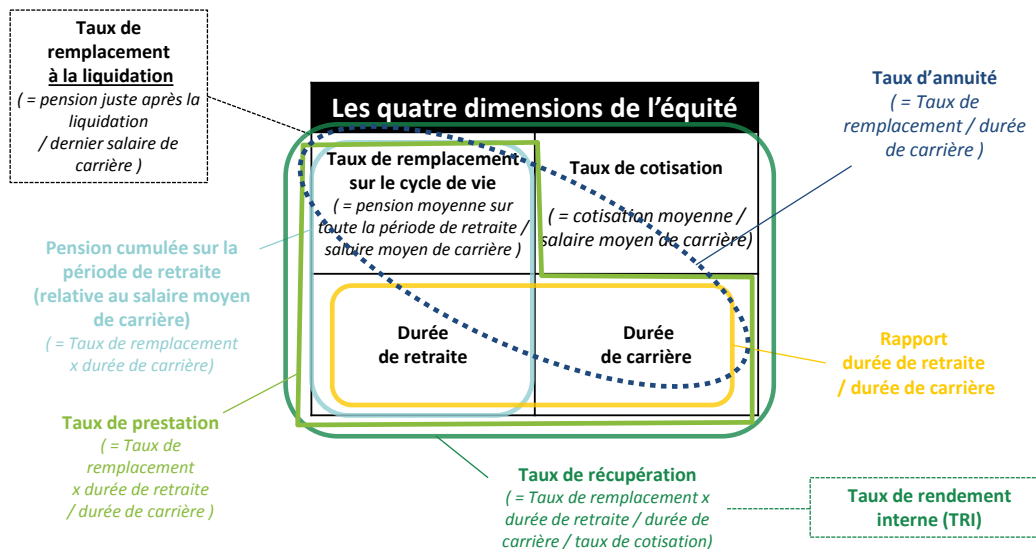 Taux de
remplacement
à la liquidation
( = pension juste après la
liquidation
/ dernier salaire de
carrière )
Les quatre dimensions de l'équité
Taux d'annuité
( = Taux de
remplacement / durée
de carrière )
Taux de remplacement
sur le cycle de vie
( = pension moyenne sur
toute la période de retraite /
salaire moyen de carrière )
Taux de cotisation
( = cotisation moyenne /
salaire moyen de carrière)
Pension cumulée sur la
période de retraite
(relative au salaire moyen
de carrière)
( = Taux de remplacement
x durée de carrière)
Durée
de retraite
Durée
de carrière
Rapport
durée de retraite
/ durée de carrière
Taux de prestation
( = Taux de
remplacement
x durée de retraite
/ durée de carrière )
Taux de récupération
( = Taux de remplacement x
durée de retraite / durée de
carrière / taux de cotisation)
Taux de rendement
interne (TRI)